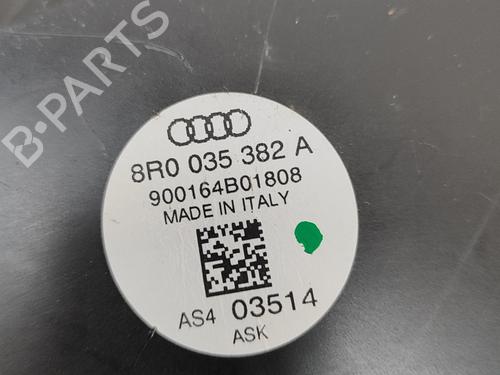 B-PARTS
8R0 035 382 A
900164B01808
MADE IN ITALY
AS4 03514
ASK